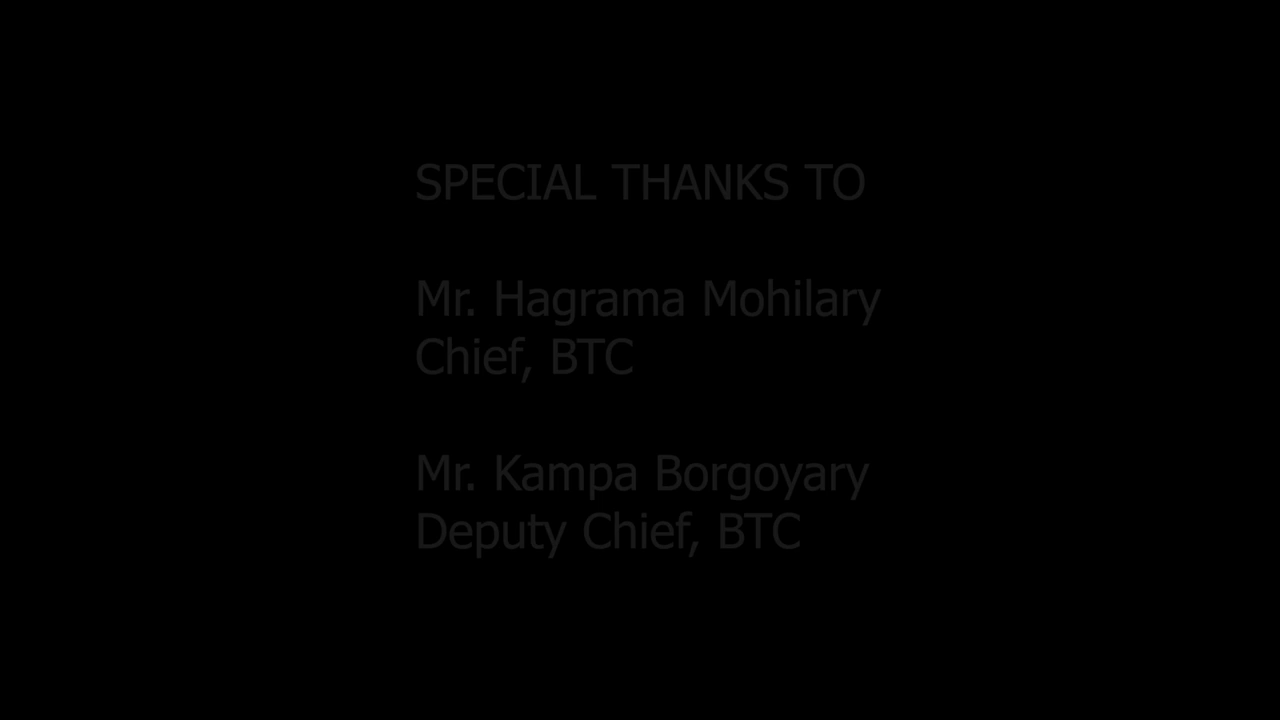 SPECIAL THANKS TO
Mr. Hagrama Mohilary
Chief, BTC
Mr. Kampa Borgoyary
Deputy Chief, BTC